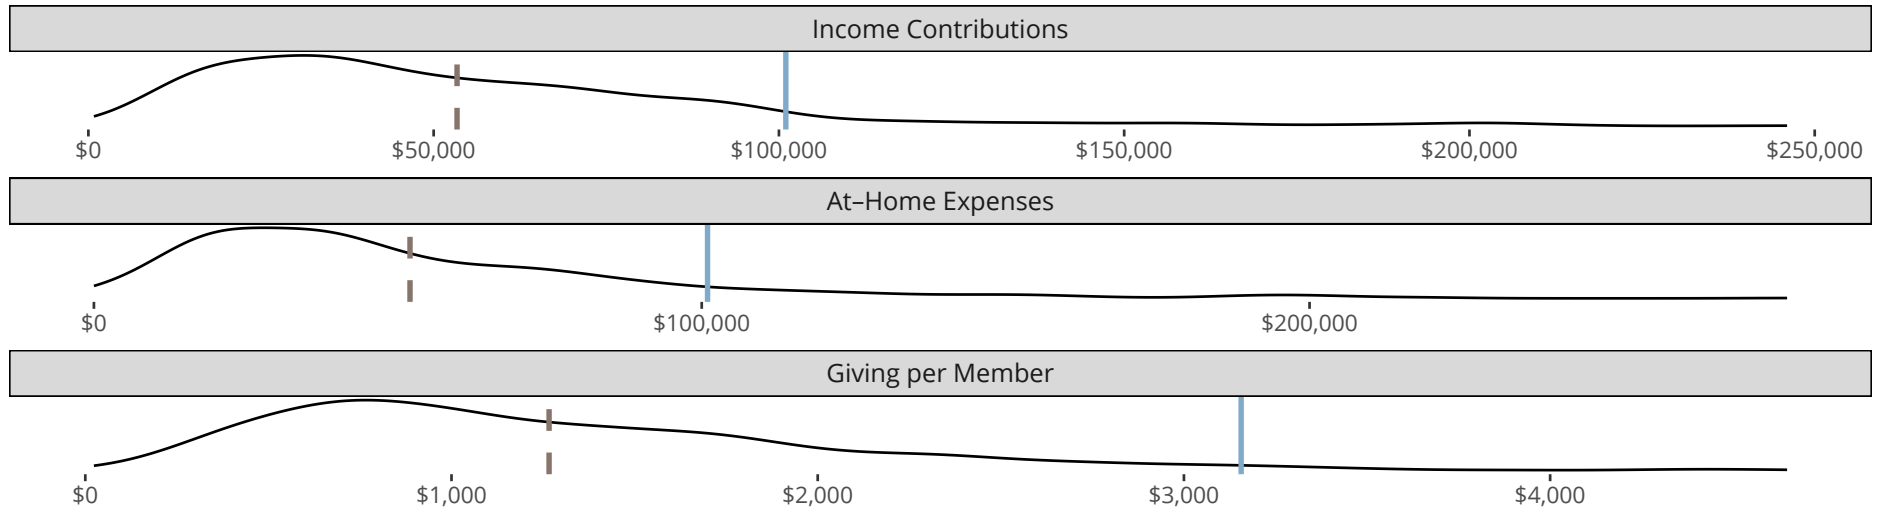 Income Contributions
$0 $50,000 $100,000 $150,000 $200,000 $250,000
At–Home Expenses
$0 $100,000 $200,000
Giving per Member
$0 $1,000 $2,000 $3,000 $4,000